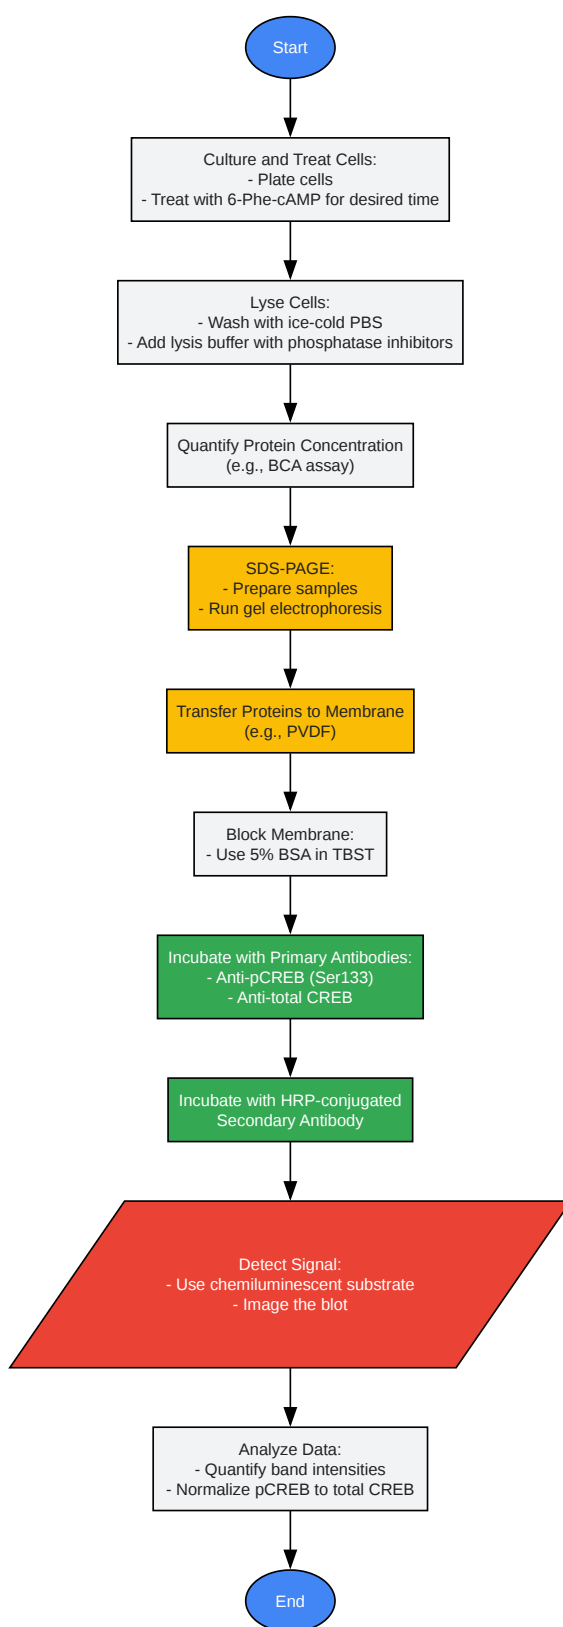 Start
Culture and Treat Cells:
- Plate cells
- Treat with 6-Phe-cAMP for desired time
Lyse Cells:
- Wash with ice-cold PBS
- Add lysis buffer with phosphatase inhibitors
Quantify Protein Concentration
(e.g., BCA assay)
SDS-PAGE:
- Prepare samples
- Run gel electrophoresis
Transfer Proteins to Membrane
(e.g., PVDF)
Block Membrane:
- Use 5% BSA in TBST
Incubate with Primary Antibodies:
- Anti-pCREB (Ser133)
- Anti-total CREB
Incubate with HRP-conjugated
Secondary Antibody
Detect Signal:
- Use chemiluminescent substrate
- Image the blot
Analyze Data:
- Quantify band intensities
- Normalize pCREB to total CREB
End